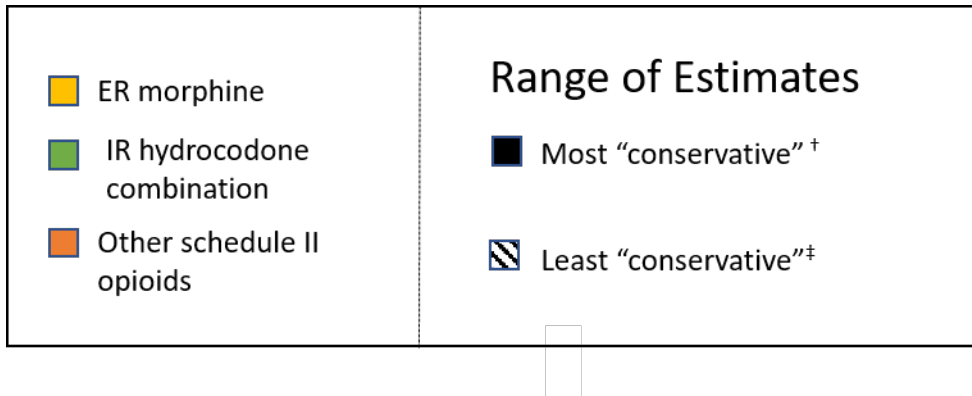 ER morphine
IR hydrocodone
combination
Other schedule II
opioids
Range of Estimates
Most “conservative” †
Least “conservative”‡